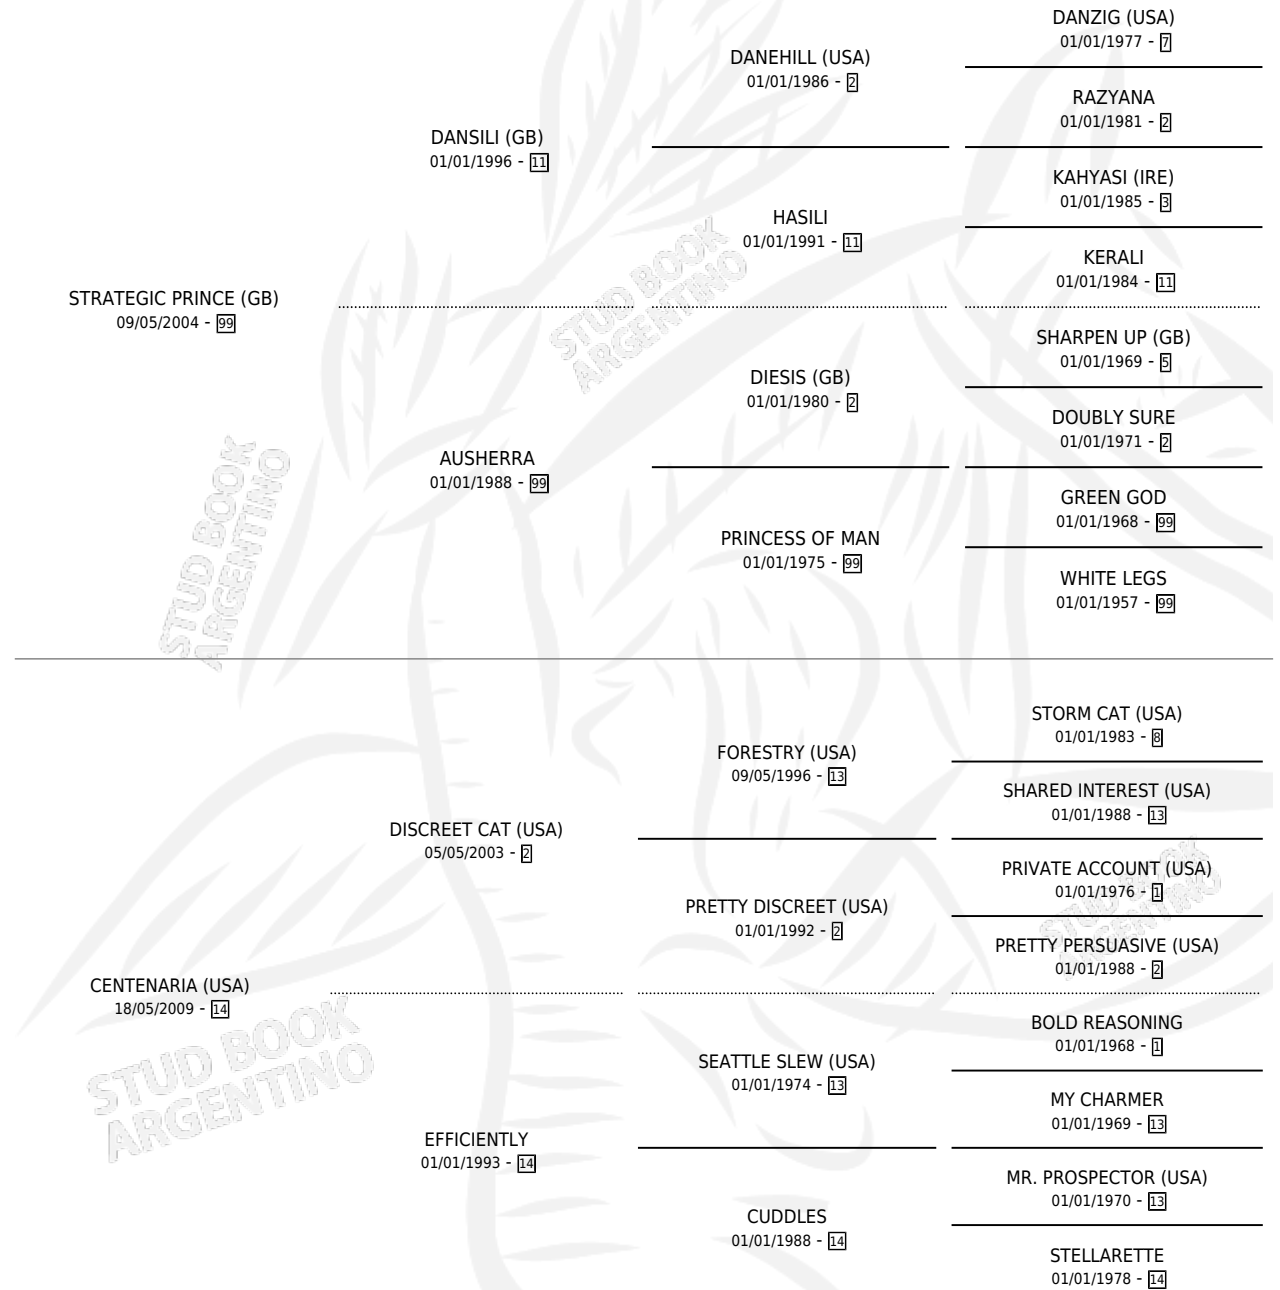 DANZIG (USA)
01/01/1977 - 7
DANEHILL (USA)
01/01/1986 - 2
RAZYANA
01/01/1981 - 2
DANSILI (GB)
01/01/1996 - 11
KAHYASI (IRE)
01/01/1985 - 3
HASILI
01/01/1991 - 11
KERALI
01/01/1984 - 11
STRATEGIC PRINCE (GB)
09/05/2004 - 99
SHARPEN UP (GB)
01/01/1969 - 5
DIESIS (GB)
01/01/1980 - 2
DOUBLY SURE
01/01/1971 - 2
AUSHERRA
01/01/1988 - 99
GREEN GOD
01/01/1968 - 99
PRINCESS OF MAN
01/01/1975 - 99
WHITE LEGS
01/01/1957 - 99
STORM CAT (USA)
01/01/1983 - 8
FORESTRY (USA)
09/05/1996 - 13
SHARED INTEREST (USA)
01/01/1988 - 13
DISCREET CAT (USA)
05/05/2003 - 2
PRIVATE ACCOUNT (USA)
01/01/1976 - 1
PRETTY DISCREET (USA)
01/01/1992 - 2
PRETTY PERSUASIVE (USA)
01/01/1988 - 2
CENTENARIA (USA)
18/05/2009 - 14
BOLD REASONING
01/01/1968 - 1
SEATTLE SLEW (USA)
01/01/1974 - 13
MY CHARMER
01/01/1969 - 13
EFFICIENTLY
01/01/1993 - 14
MR. PROSPECTOR (USA)
01/01/1970 - 13
CUDDLES
01/01/1988 - 14
STELLARETTE
01/01/1978 - 14
STUD BOOK
ARGENTINO
STUD BOOK
ARGENTINO
STUD BOOK
ARGENTINO
STUD BOOK
ARGENTINO